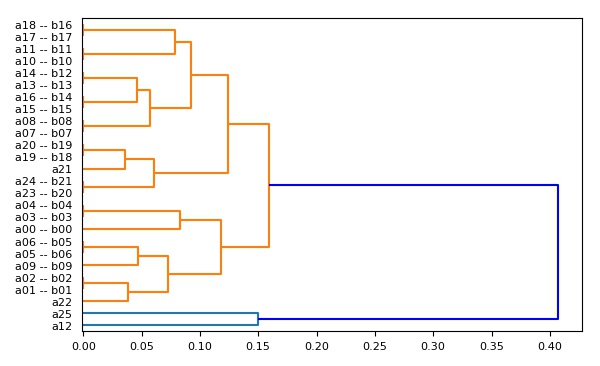 a18 -- b16
a17 -- b17
a11 -- b11
a10 -- b10
a14 -- b12
a13 -- b13
a16 -- b14
a15 -- b15
a08 -- b08
a07 -- b07
a20 -- b19
a19 -- b18
a21
a24 -- b21
a23 -- b20
a04 -- b04
a03 -- b03
a00 -- b00
a06 -- b05
a05 -- b06
a09 -- b09
a02 -- b02
a01 -- b01
a22
a25
a12
0.00 0.05 0.10 0.15 0.20 0.25 0.30 0.35 0.40